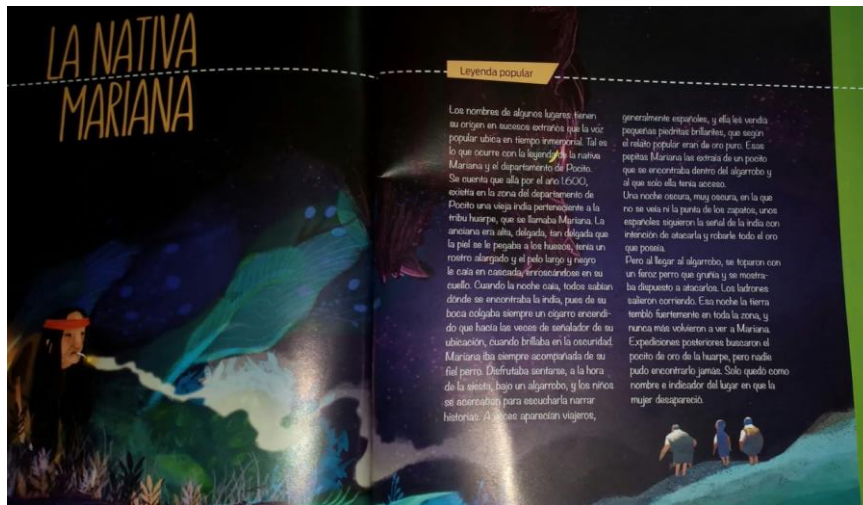 LA NATIVA
MARIANA
Leyenda popular
Los nombres de algunos lugares tienen
su origen en sucesos extraños que la voz
popular ubica en tiempo inmemorial. Tal es
lo que ocurre con la leyenda de la nativa
Mariana y el departamento de Pocito.
Se cuenta que allá por el año 1.600,
existía en la zona del departamento de
Pocito una vieja india perteneciente a la
tribu huarpe, que se llamaba Mariana. La
anciana era alta, delgada, tan delgada que
la piel se le pegaba a los huesos, tenía un
rostro alargado y el pelo largo y negro
le caía en cascada, enroscándose en su
cuello. Cuando la noche caía, todos sabían
dónde se encontraba la india, pues de su
boca colgaba siempre un cigarro encendi-
do que hacía las veces de señalador de su
ubicación, cuando brillaba en la oscuridad.
Mariana iba siempre acompañada de su
fiel perro. Disfrutaba sentarse, a la hora
de la siesta, bajo un algarrobo, y los niños
se acercaban para escucharla narrar
historias. A veces aparecían viajeros,
generalmente españoles, y ella les vendía
pequeñas piedritas brillantes, que según
el relato popular eran de oro puro. Esas
pepitas Mariana las extraía de un pocito
que se encontraba dentro del algarrobo y
al que solo ella tenía acceso.
Una noche oscura, muy oscura, en la que
no se veía ni la punta de los zapatos, unos
españoles siguieron la señal de la india con
intención de atacarla y robarle todo el oro
que poseía.
Pero al llegar al algarrobo, se toparon con
un feroz perro que gruñía y se mostra-
ba dispuesto a atacarlos. Los ladrones
salieron corriendo. Esa noche la tierra
tembló fuertemente en toda la zona, y
nunca más volvieron a ver a Mariana.
Expediciones posteriores buscaron el
pocito de oro de la huarpe, pero nadie
pudo encontrarlo jamás. Solo quedó como
nombre e indicador del lugar en que la
mujer desapareció.